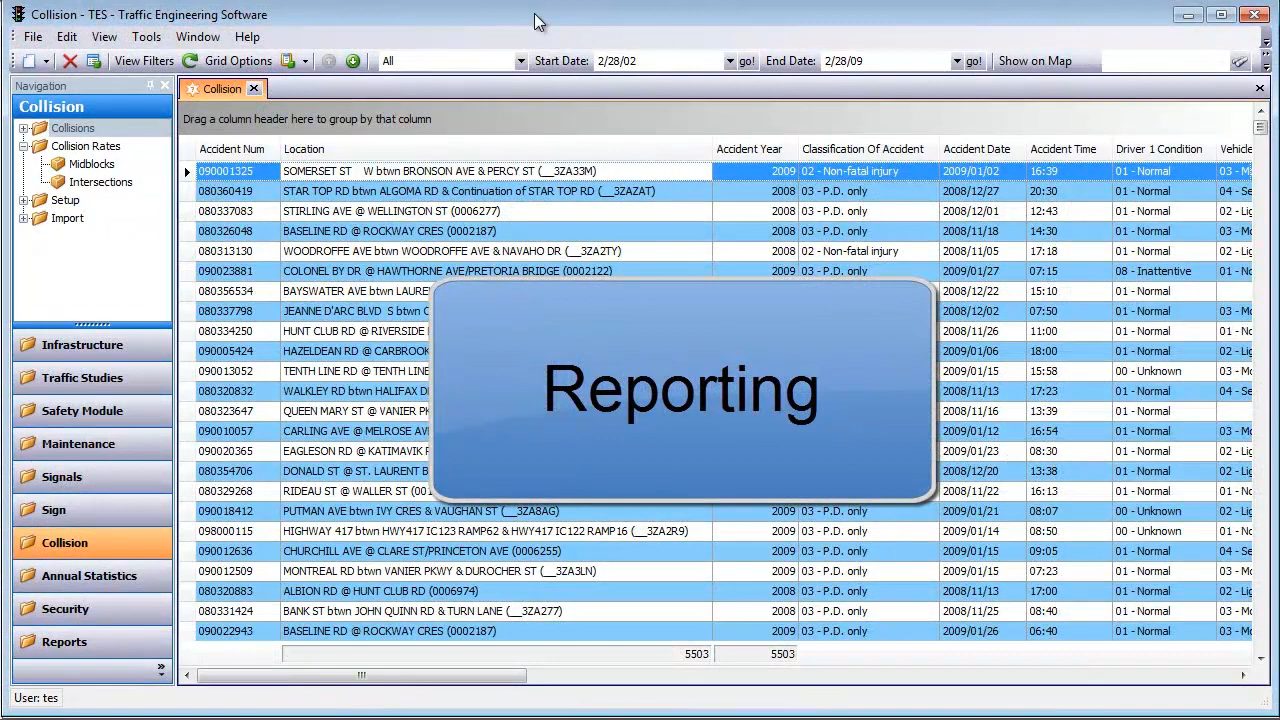 Collision - TES - Traffic Engineering Software
File Edit View Tools Window Help
View Filters Grid Options All Start Date: 2/28/02 go! End Date: 2/28/09 go! Show on Map
Navigation
Collision
Collision
Collisions
Collision Rates
Midblocks
Intersections
Setup
Import
Infrastructure
Traffic Studies
Safety Module
Maintenance
Signals
Sign
Collision
Annual Statistics
Security
Reports
Drag a column header here to group by that column
Accident Num Location Accident Year Classification Of Accident Accident Date Accident Time Driver 1 Condition Vehicle
090001325 SOMERSET ST W btwn BRONSON AVE & PERCY ST (__3ZA33M) 2009 02 - Non-fatal injury 2009/01/02 16:39 01 - Normal 03 - M
080360419 STAR TOP RD btwn ALGOMA RD & Continuation of STAR TOP RD (__3ZAZAT) 2008 03 - P.D. only 2008/12/30 20:30 01 - Normal 04 - Se
080337083 STIRLING AVE @ WELLINGTON ST (0006277) 2008 03 - P.D. only 2008/12/01 12:43 01 - Normal 02 - Lig
080326048 BASELINE RD @ ROCKWAY CRES (0002187) 2008 03 - P.D. only 2008/11/18 14:30 01 - Normal 03 - Mo
080313130 WOODROFFE AVE btwn WOODROFFE AVE & NAVAHO DR (__3ZA2TY) 2008 02 - Non-fatal injury 2008/11/05 17:18 01 - Normal 02 - Lig
090023881 COLONEL BY DR @ HAWTHORNE AVE/PRETORIA BRIDGE (0002122) 2009 03 - P.D. only 2009/01/27 07:15 08 - Inattentive 01 - No
080356534 BAYSWATER AVE btwn LAURE 2008/12/22 15:10 01 - Normal
080337798 JEANNE D'ARC BLVD S btwn 2008/12/02 07:50 01 - Normal 03 - Mo
080334250 HUNT CLUB RD @ RIVERSIDE 2008/11/26 11:00 01 - Normal 02 - Lig
090005424 HAZELDEAN RD @ CARBROOK 2009/01/06 18:00 01 - Normal 03 - Mo
090013052 TENTH LINE RD @ 2009/01/15 17:50 00 - Unknown 03 - Mo
080320832 WALKLEY RD btwn HALIFAX D 2008/11/13 17:23 01 - Normal 04 - Se
080323647 QUEEN MARY ST @ VANIER PK 2008/11/16 13:39 01 - Normal
090010057 CARLING AVE @ MELROSE AV 2009/01/12 16:54 01 - Normal 03 - Mo
090020365 EAGLESON RD @ KATIMAVIK 2009/01/23 08:30 01 - Normal 02 - Lig
080354706 DONALD ST @ ST. LAURENT B 2008/12/20 13:38 01 - Normal 02 - Lig
080329268 RIDEAU ST @ WALLER ST (001 2008/11/22 16:13 01 - Normal 03 - Mo
090018412 PUTMAN AVE btwn IVY CRES & VAUGHAN ST (__3ZA8AG) 2009 03 - P.D. only 2009/01/21 08:07 00 - Unknown 03 - Mo
098000115 HIGHWAY 417 btwn HWY417 IC123 RAMP62 & HWY417 IC122 RAMP16 (__3ZA2R9) 2009 03 - P.D. only 2009/01/14 08:50 00 - Unknown 01 - No
090012636 CHURCHILL AVE @ CLARE ST/PRINCETON AVE (0006255) 2009 03 - P.D. only 2009/01/14 09:05 01 - Normal 04 - Se
090012509 MONTREAL RD btwn VANIER PKWY & DUROCHER ST (__3ZA3LN) 2009 03 - P.D. only 2009/01/15 07:23 01 - Normal 03 - Mo
080320883 ALBION RD @ HUNT CLUB RD (0006974) 2008 03 - P.D. only 2008/11/13 17:00 01 - Normal 02 - Lig
080331424 BANK ST btwn JOHN QUINN RD & TURN LANE (__3ZA277) 2008 03 - P.D. only 2008/11/25 08:40 01 - Normal 02 - Lig
090022943 BASELINE RD @ ROCKWAY CRES (0002187) 2009 03 - P.D. only 2009/01/26 06:40 01 - Normal 03 - Mo
5503 5503
Reporting
User: tes